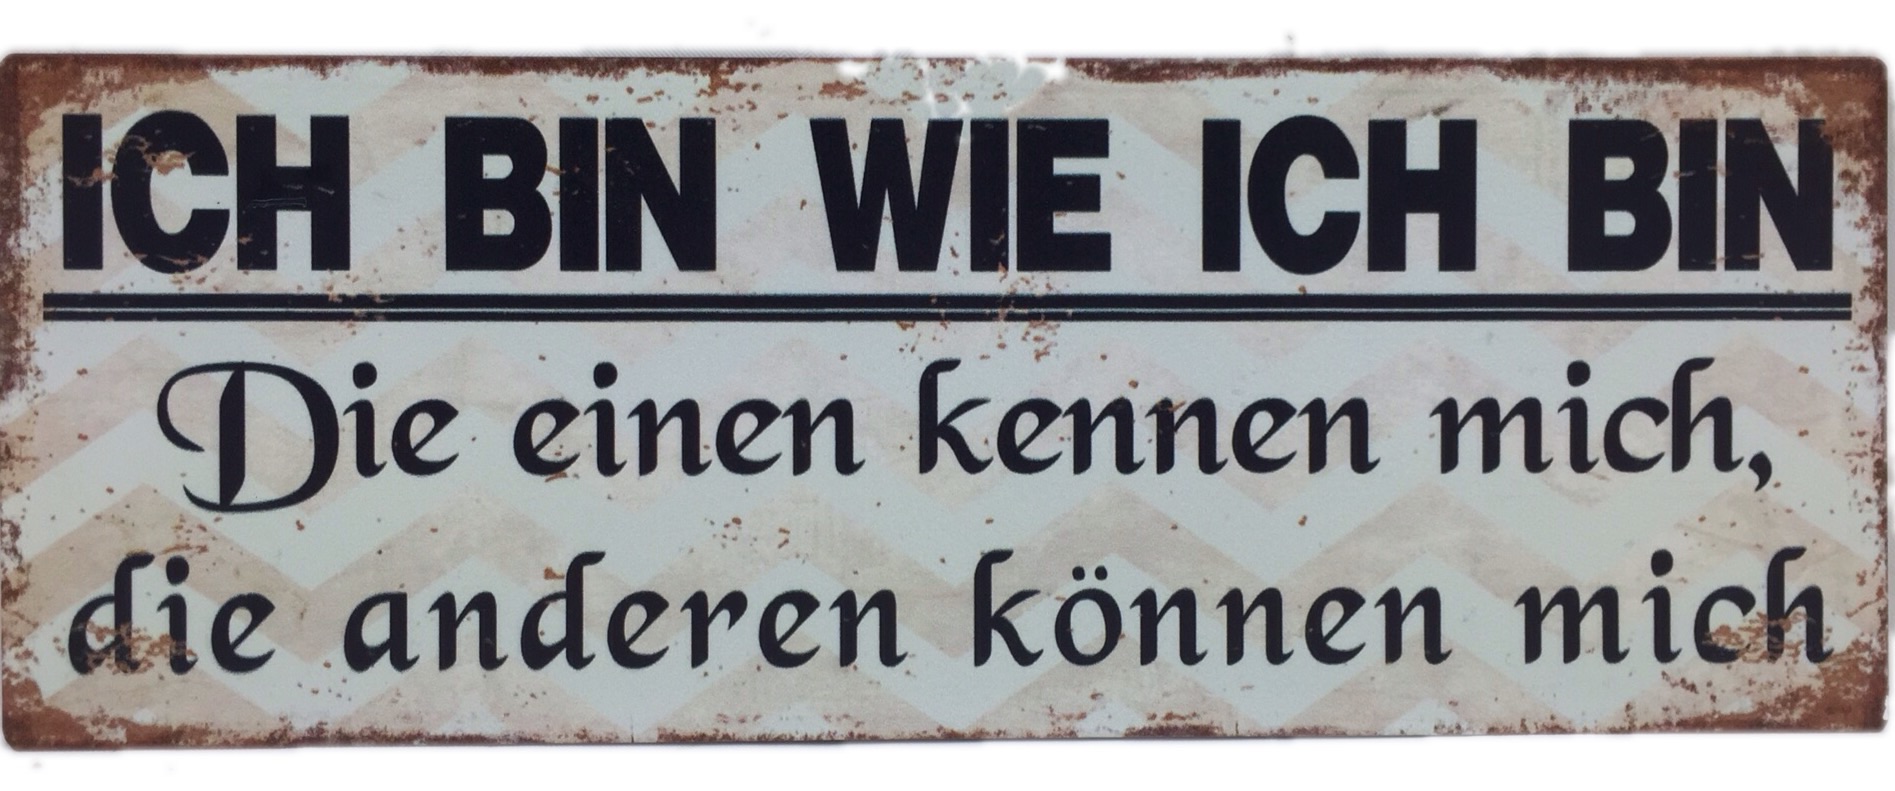 ICH BIN WIE ICH BIN
Die einen kennen mich,
die anderen können mich